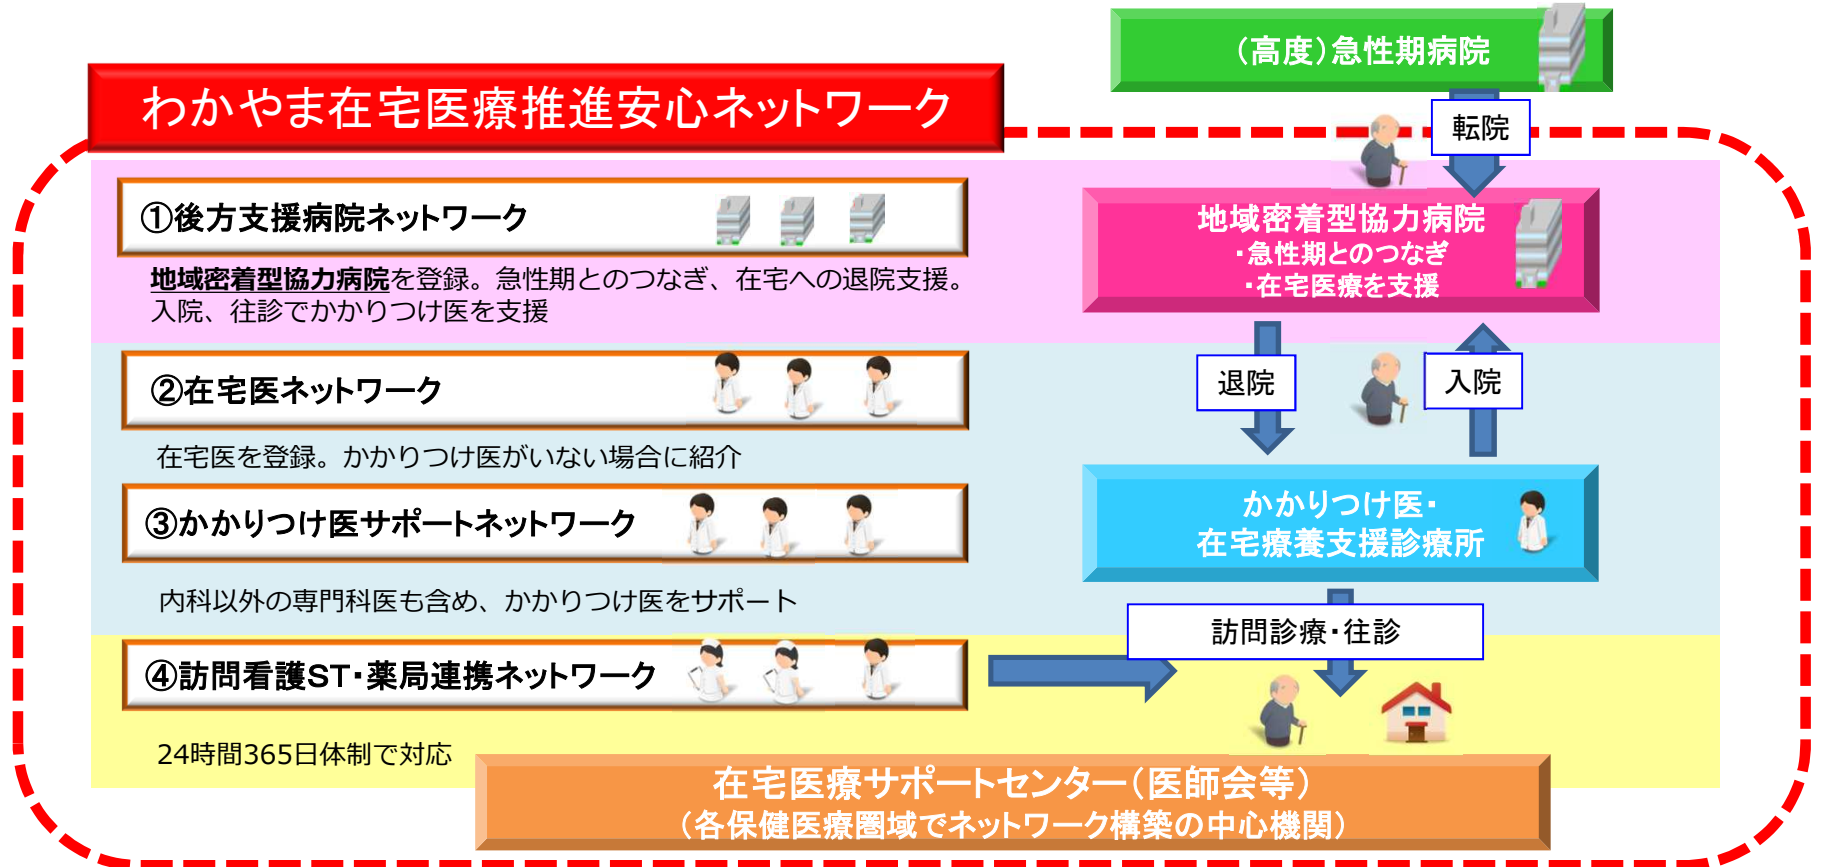 （高度）急性期病院
わかやま在宅医療推進安心ネットワーク
転院
①後方支援病院ネットワーク
地域密着型協力病院を登録。急性期とのつなぎ、在宅への退院支援。
入院、往診でかかりつけ医を支援
地域密着型協力病院
・急性期とのつなぎ
・在宅医療を支援
②在宅医ネットワーク
在宅医を登録。かかりつけ医がいない場合に紹介
退院
入院
③かかりつけ医サポートネットワーク
内科以外の専門科医も含め、かかりつけ医をサポート
かかりつけ医・
在宅療養支援診療所
訪問診療・往診
④訪問看護ST・薬局連携ネットワーク
24時間365日体制で対応
在宅医療サポートセンター（医師会等）
（各保健医療圏域でネットワーク構築の中心機関）